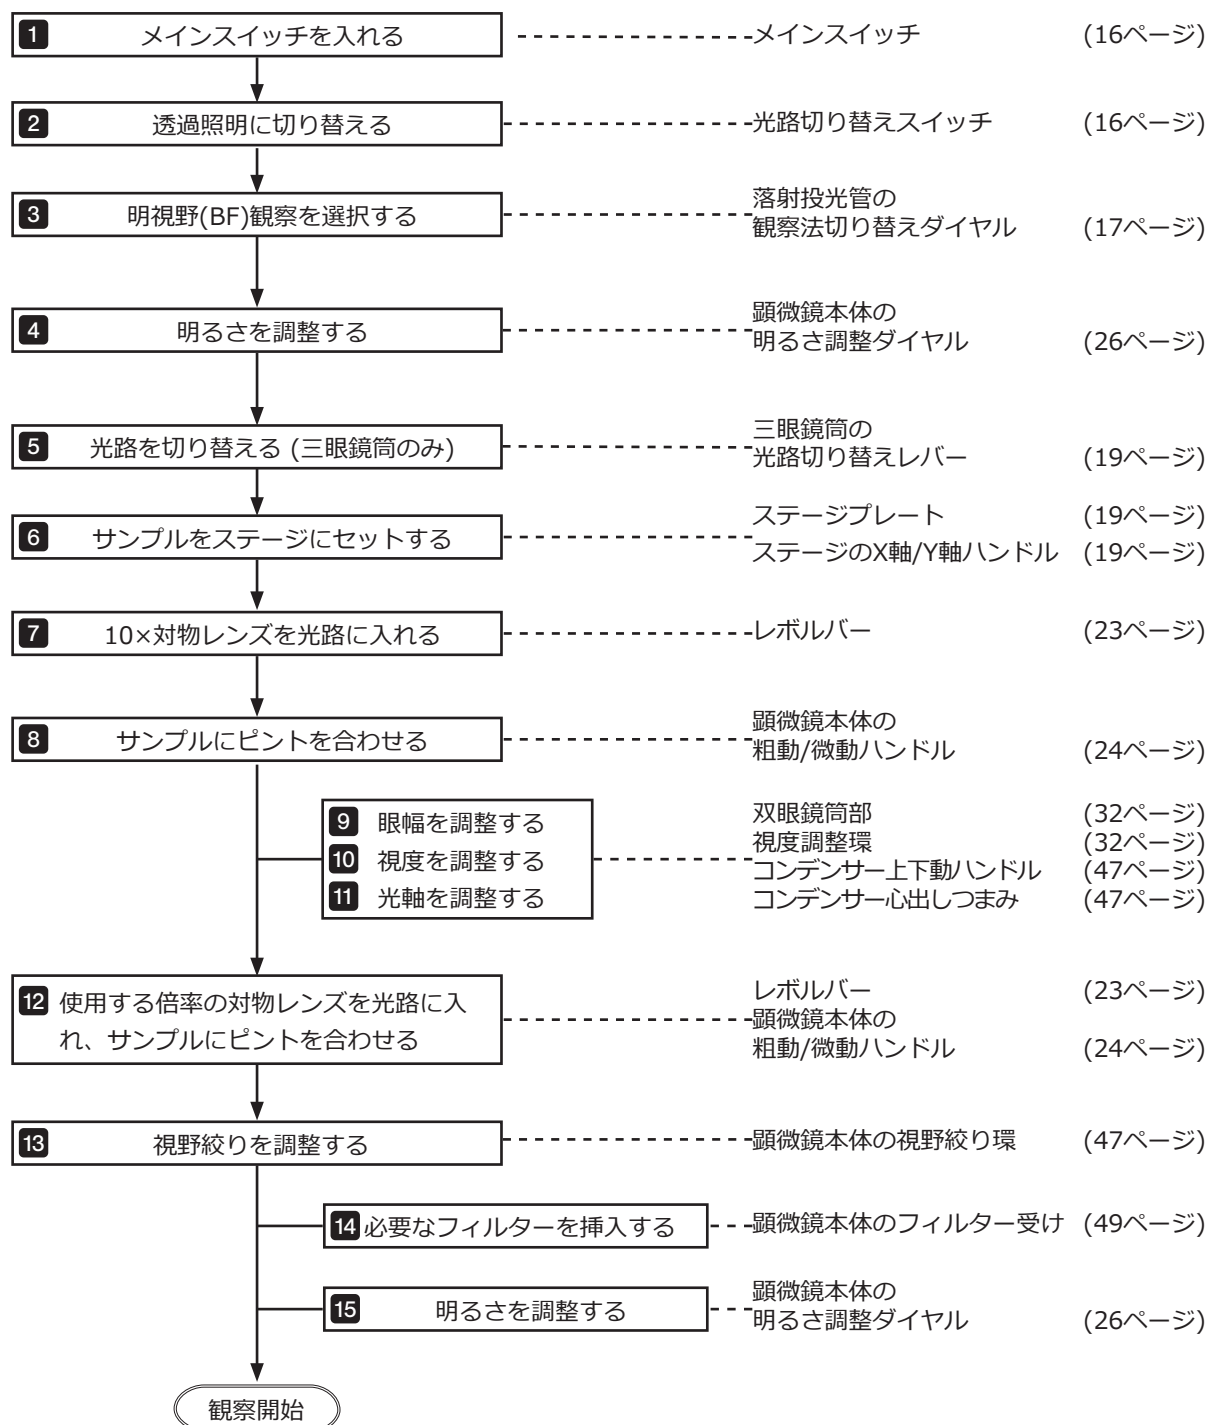 1 メインスイッチを入れる メインスイッチ (16ページ)
2 透過照明に切り替える 光路切り替えスイッチ (16ページ)
3 明視野(BF)観察を選択する 落射投光管の
観察法切り替えダイヤル (17ページ)
4 明るさを調整する 顕微鏡本体の
明るさ調整ダイヤル (26ページ)
5 光路を切り替える (三眼鏡筒のみ) 三眼鏡筒の
光路切り替えレバー (19ページ)
6 サンプルをステージにセットする ステージプレート (19ページ)
ステージのX軸/Y軸ハンドル (19ページ)
7 10×対物レンズを光路に入れる レボルバー (23ページ)
8 サンプルにピントを合わせる 顕微鏡本体の
粗動/微動ハンドル (24ページ)
9 眼幅を調整する 双眼鏡筒部 (32ページ)
視度調整環 (32ページ)
10 視度を調整する コンデンサー上下動ハンドル (47ページ)
11 光軸を調整する コンデンサー心出しつまみ (47ページ)
12 使用する倍率の対物レンズを光路に入 レボルバー (23ページ)
れ、サンプルにピントを合わせる 顕微鏡本体の
粗動/微動ハンドル (24ページ)
13 視野絞りを調整する 顕微鏡本体の視野絞り環 (47ページ)
14 必要なフィルターを挿入する 顕微鏡本体のフィルター受け (49ページ)
15 明るさを調整する 顕微鏡本体の
明るさ調整ダイヤル (26ページ)
観察開始